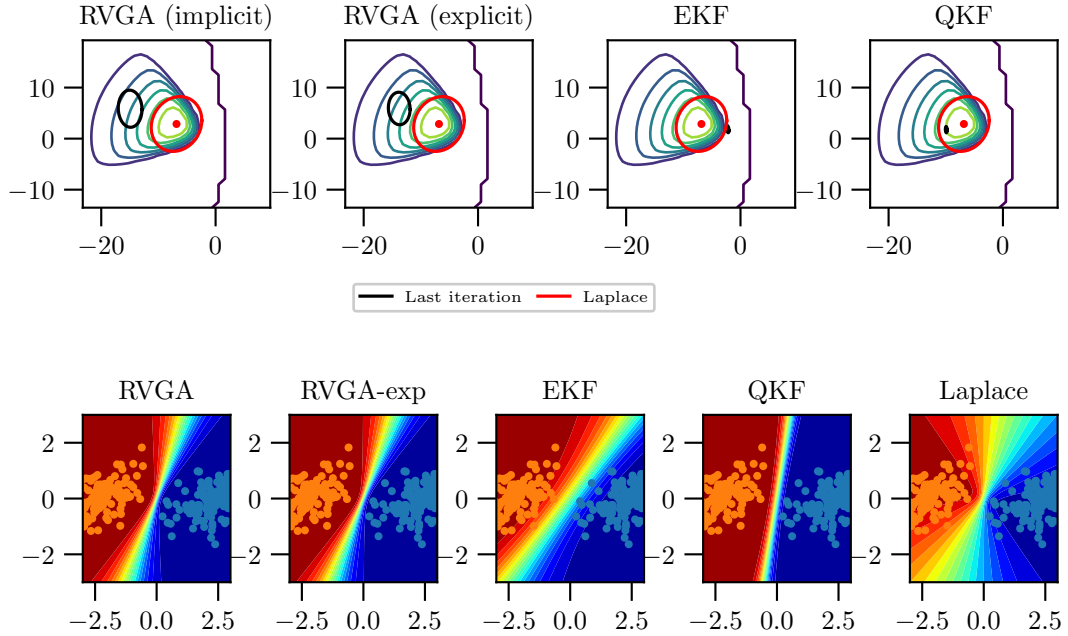 RVGA (implicit) RVGA (explicit) EKF QKF
10 10 10 10
0 0 0 0
−10 −10 −10 −10
−20 0 −20 0 −20 0 −20 0
Last iteration Laplace
RVGA RVGA-exp EKF QKF Laplace
2 2 2 2 2
0 0 0 0 0
−2 −2 −2 −2 −2
−2.5 0.0 2.5 −2.5 0.0 2.5 −2.5 0.0 2.5 −2.5 0.0 2.5 −2.5 0.0 2.5